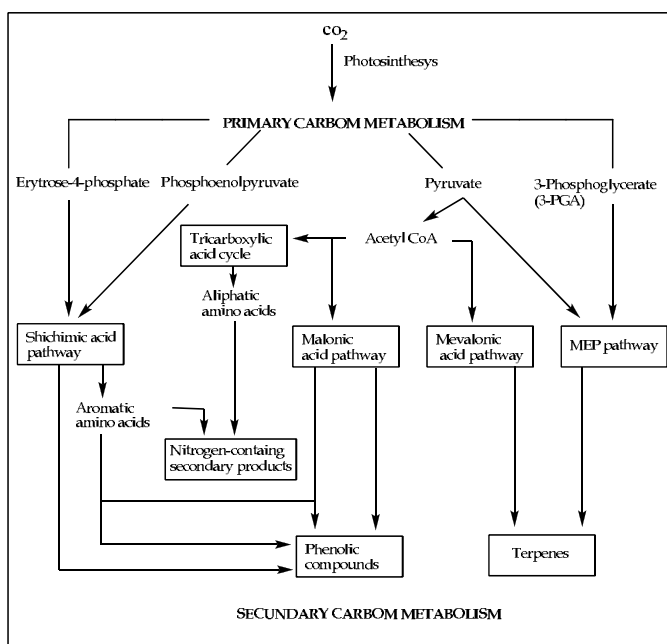 co2
Photosinthesys
PRIMARY CARBOM METABOLISM
Erytrose-4-phosphate
Phosphoenolpyruvate
Pyruvate
3-Phosphoglycerate
(3-PGA)
Tricarboxylic
acid cycle
Acetyl CoA
Aliphatic
amino acids
Shichimic acid
pathway
Malonic
acid pathway
Mevalonic
acid pathway
MEP pathway
Aromatic
amino acids
Nitrogen-containg
secondary products
Phenolic
compounds
Terpenes
SECUNDARY CARBOM METABOLISM